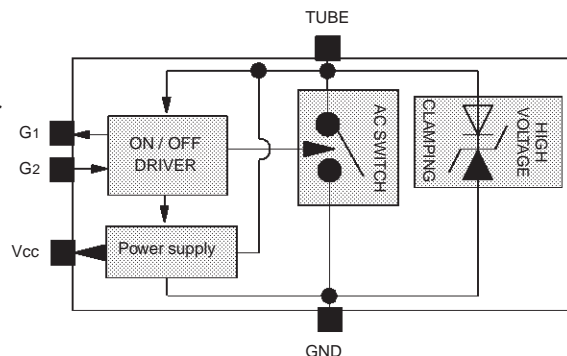 TUBE
G1
G2
ON / OFF
DRIVER
AC SWITCH
HIGH
VOLTAGE
CLAMPING
Vcc
Power supply
GND